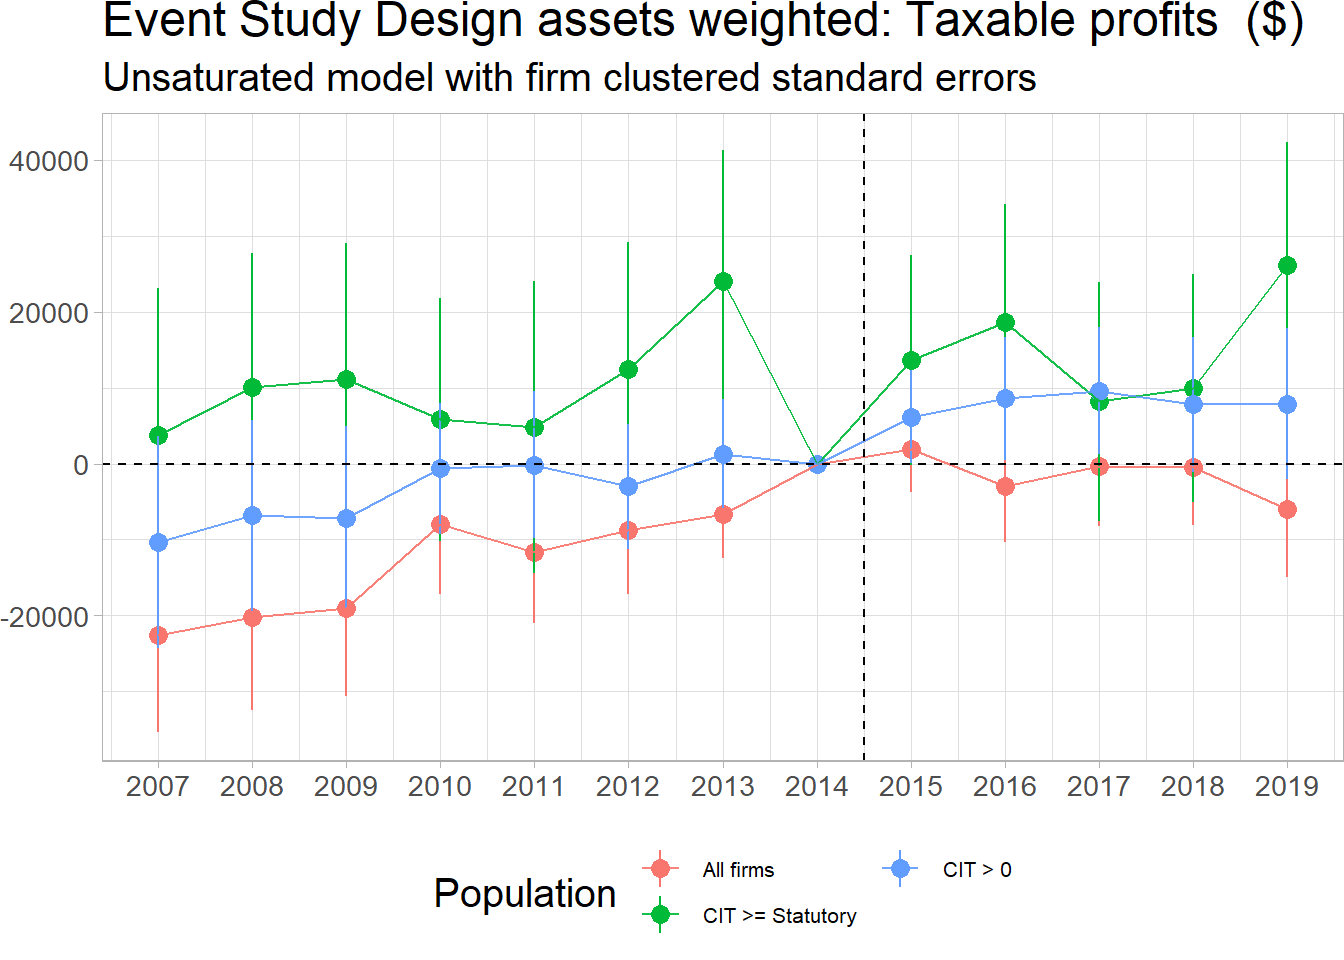 Event Study Design assets weighted: Taxable profits  ($)
Unsaturated model with firm clustered standard errors
40000
20000
0
-20000
2007 2008 2009 2010 2011 2012 2013 2014 2015 2016 2017 2018 2019
Population
All firms
CIT > 0
CIT >= Statutory